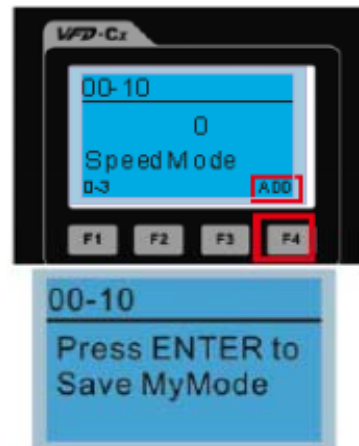 VFD-Cx
00-10
0
SpeedMode
0-3 ADD
F1 F2 F3 F4
00-10
Press ENTER to
Save MyMode